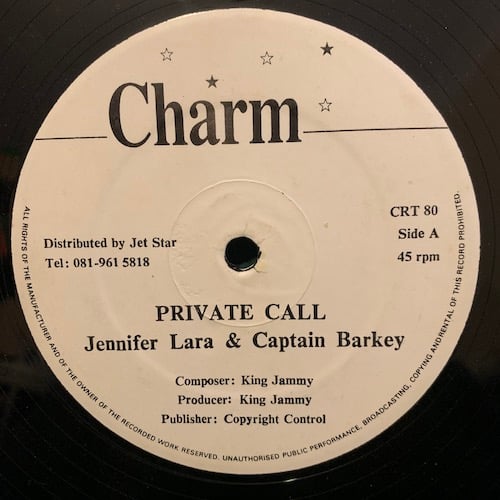 Charm
Distributed by Jet Star
Tel: 081-961 5818
CRT 80
Side A
45 rpm
PRIVATE CALL
Jennifer Lara & Captain Barkey
Composer: King Jammy
Producer: King Jammy
Publisher: Copyright Control
ALL RIGHTS OF THE MANUFACTURER AND OF THE OWNER OF THE RECORDED WORK RESERVED. UNAUTHORISED PUBLIC PERFORMANCE, BROADCASTING, COPYING AND RENTAL OF THIS RECORD PROHIBITED.